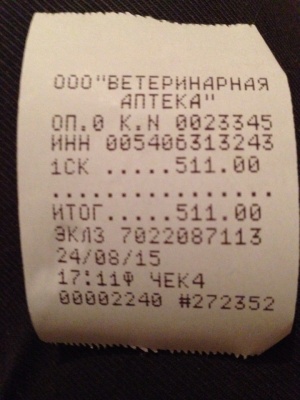 ООО"ВЕТЕРИНАРНАЯ
АПТЕКА"
ОП.0 К.N 0023345
ИНН 005406313243
1СК .....511.00
................
ИТОГ.....511.00
ЭКЛЗ 7022087113
24/08/15
17:11Ф ЧЕК4
00002240 #272352